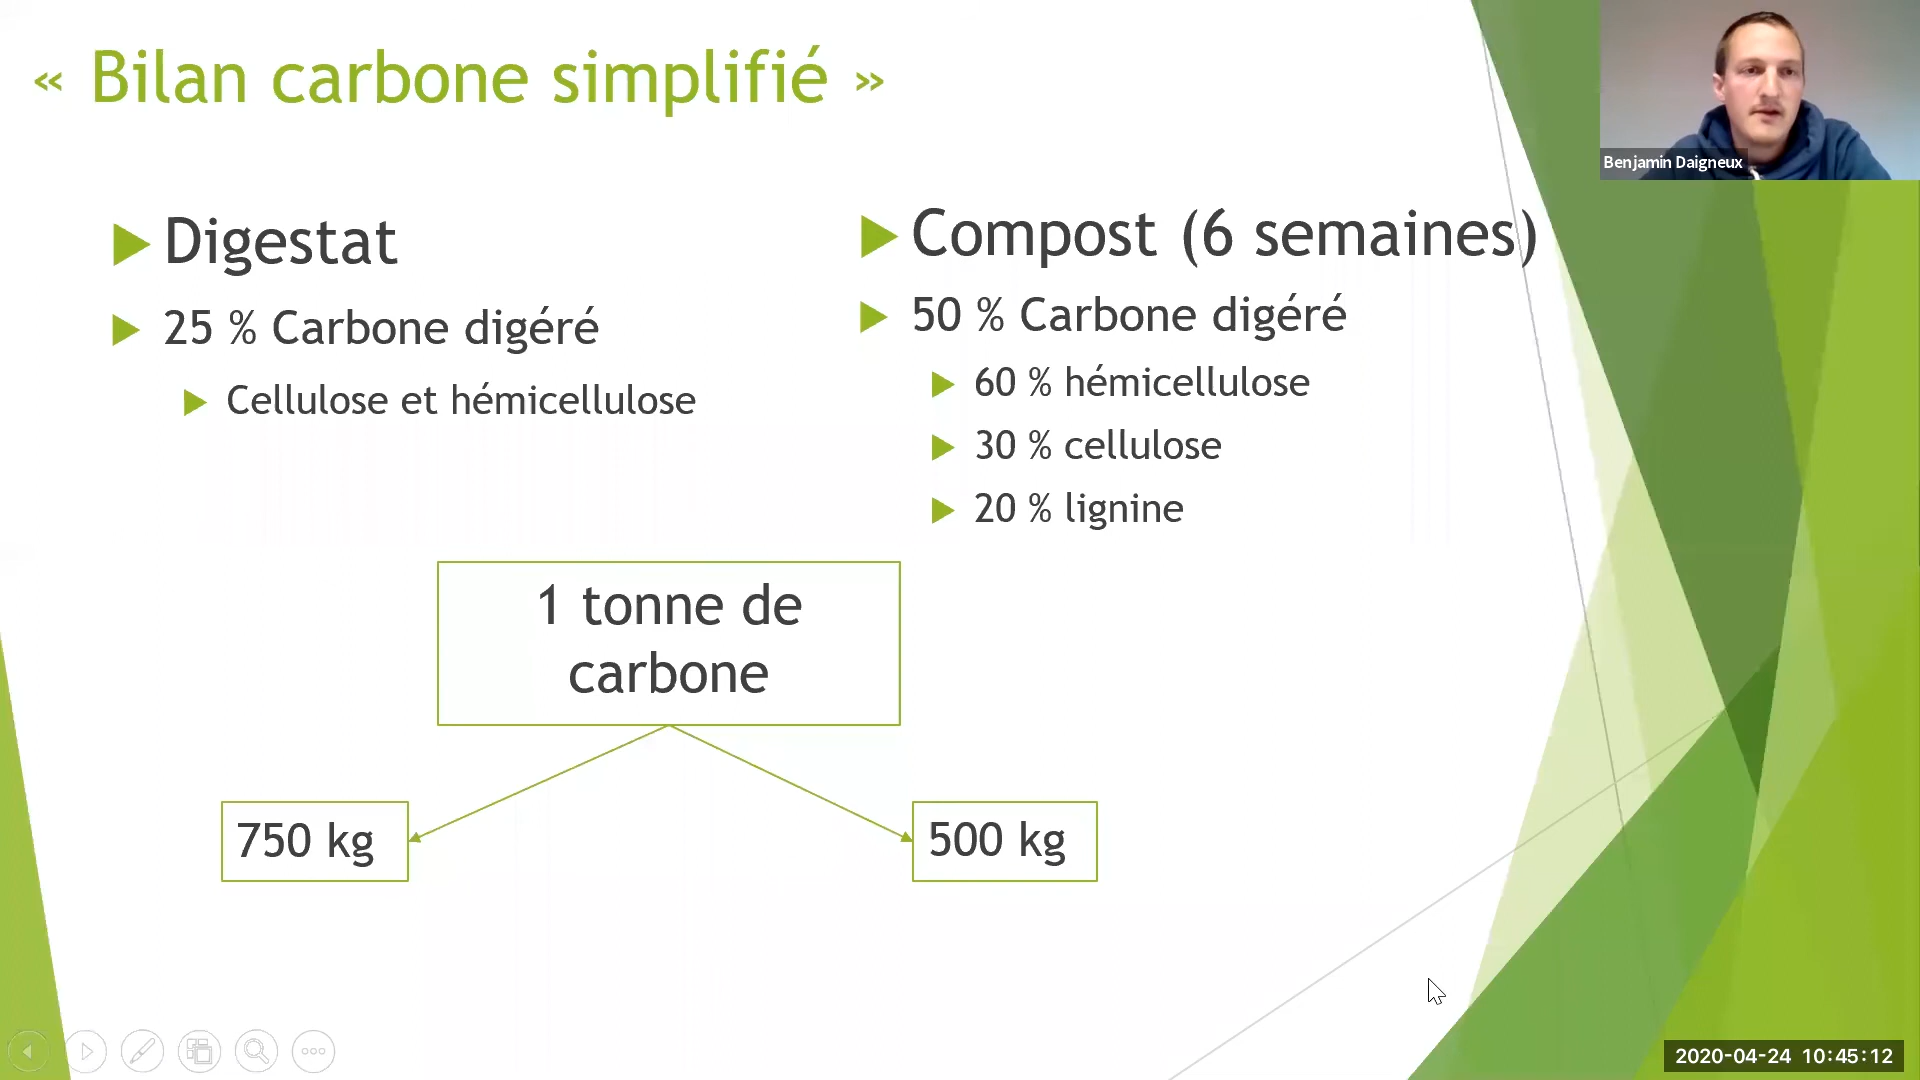 « Bilan carbone simplifié »
Benjamin Daigneux
Digestat
25 % Carbone digéré
Cellulose et hémicellulose
Compost (6 semaines)
50 % Carbone digéré
60 % hémicellulose
30 % cellulose
20 % lignine
1 tonne de
carbone
750 kg
500 kg
2020-04-24 10:45:12